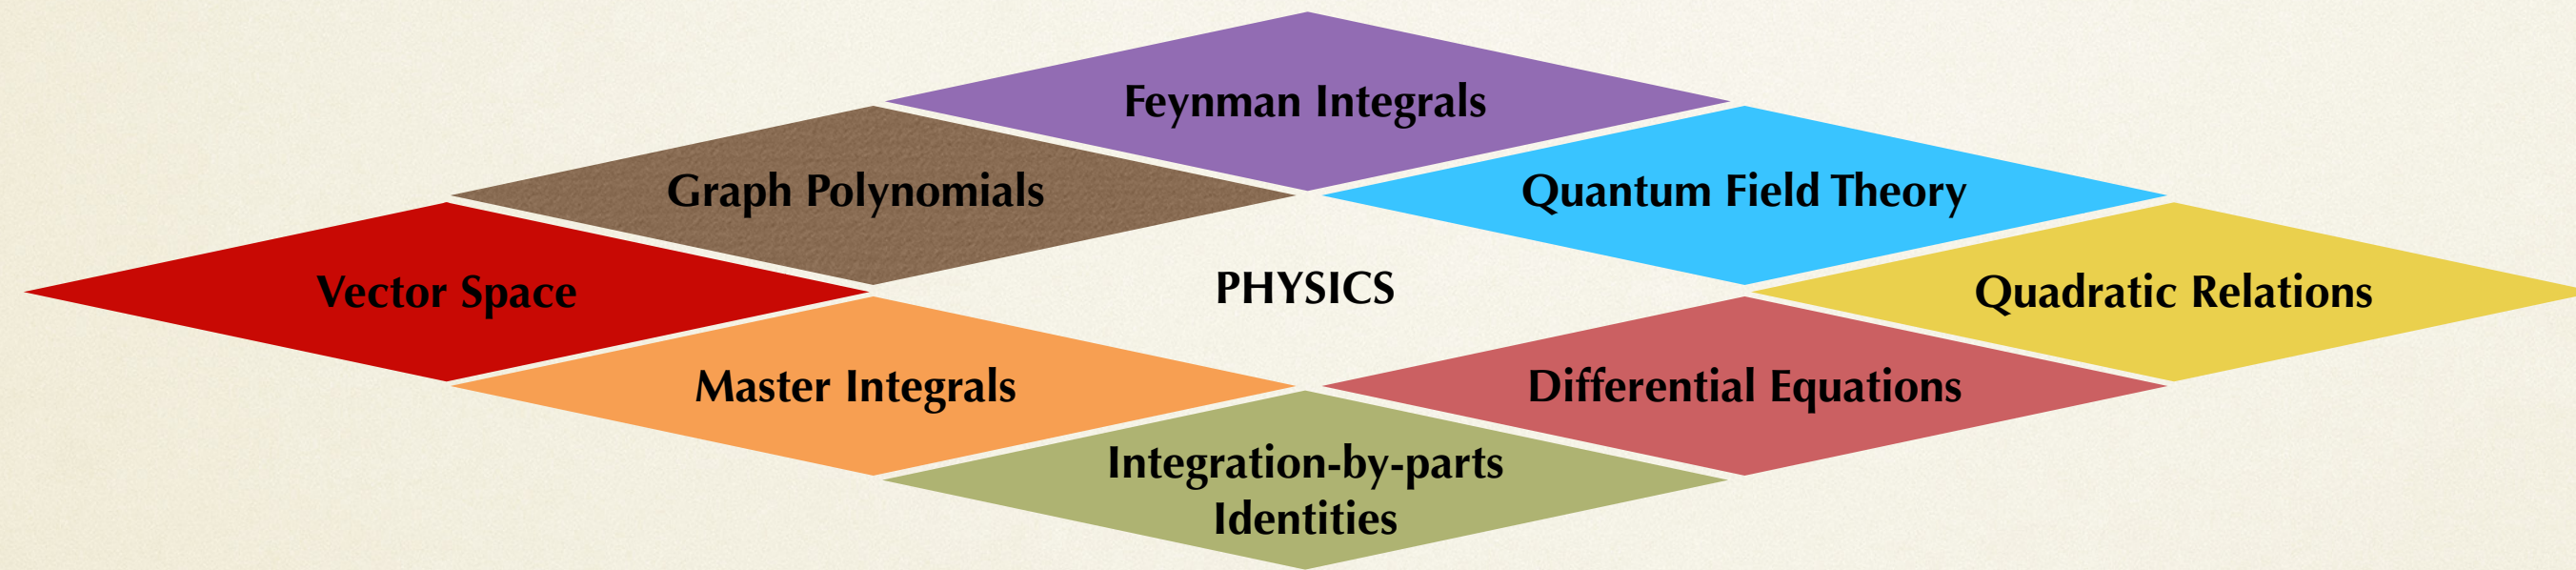 Feynman Integrals
Graph Polynomials
Quantum Field Theory
Vector Space
PHYSICS
Quadratic Relations
Master Integrals
Differential Equations
Integration-by-parts
Identities